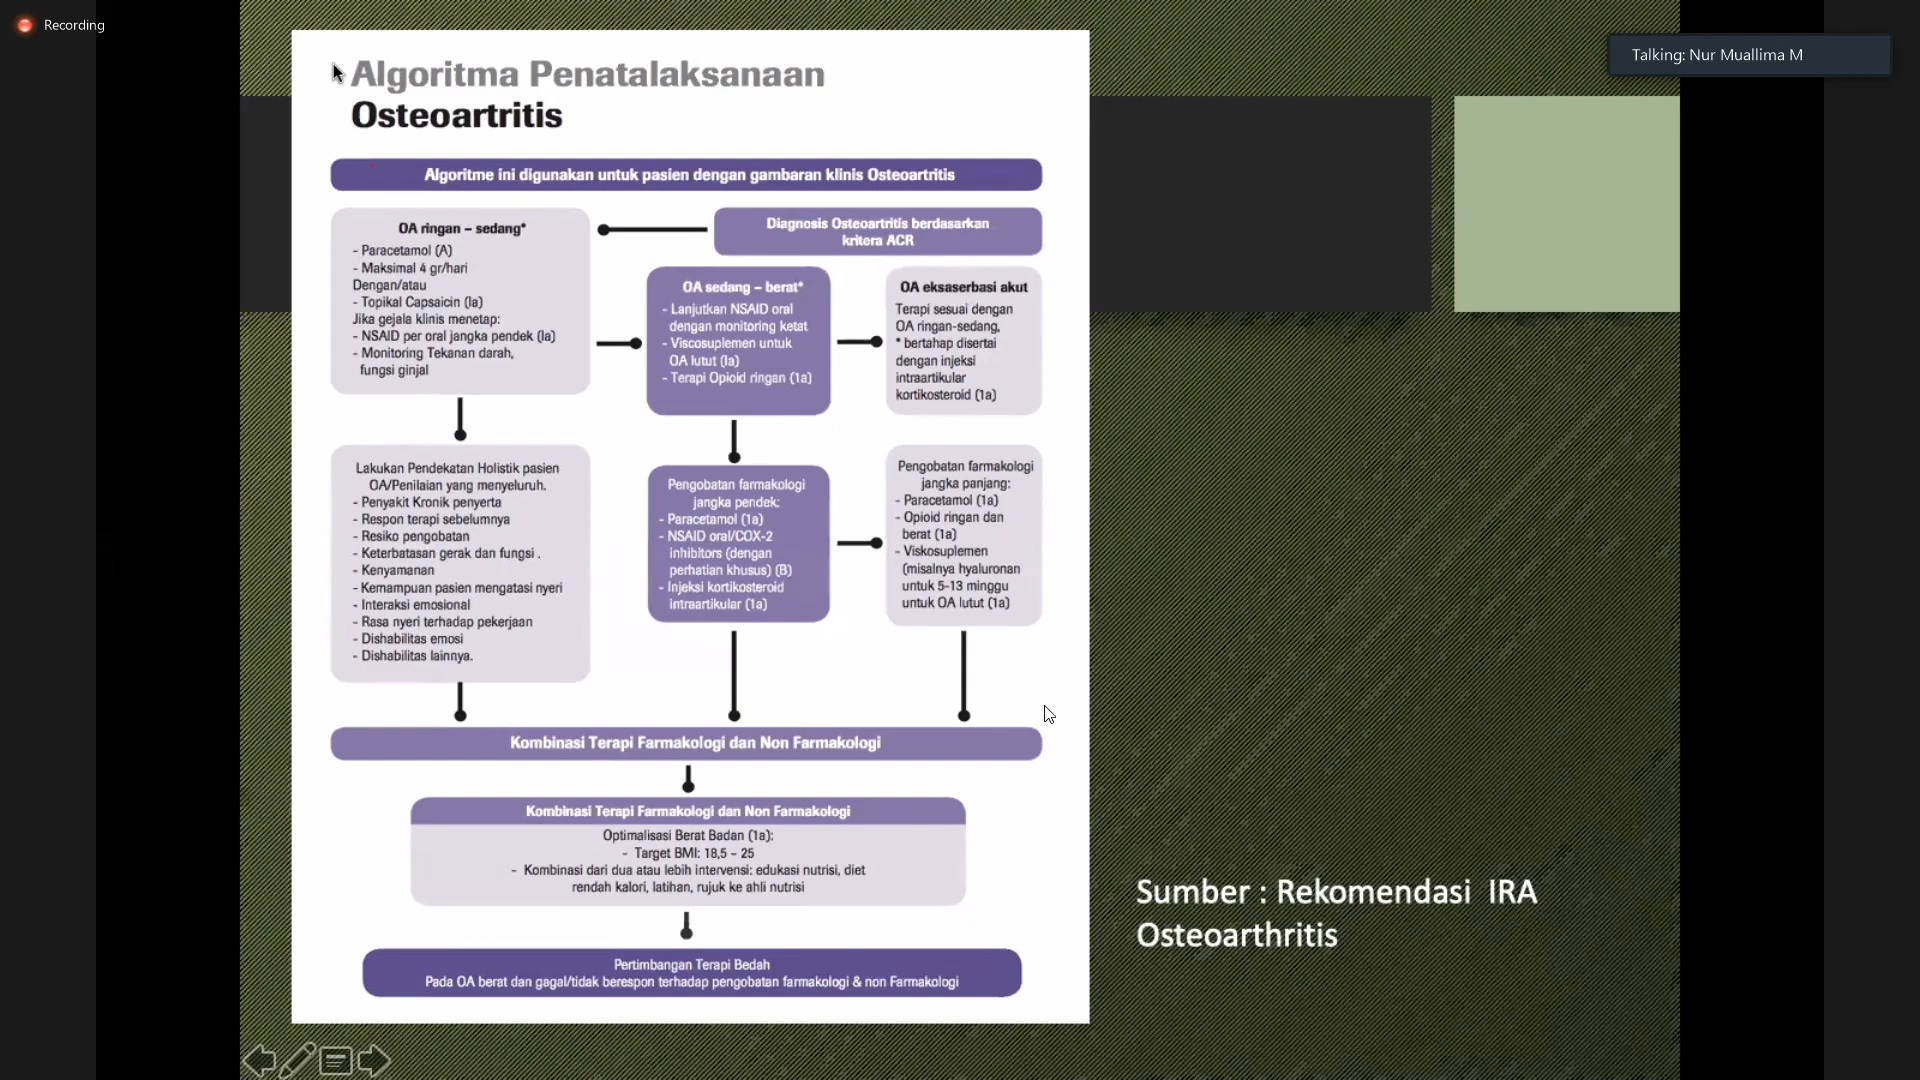 Recording
Talking: Nur Muallima M
Algoritma Penatalaksanaan
Osteoartritis
Algoritme ini digunakan untuk pasien dengan gambaran klinis Osteoartritis
OA ringan – sedang*
- Paracetamol (A)
- Maksimal 4 gr/hari
Dengan/atau
- Topikal Capsaicin (Ia)
Jika gejala klinis menetap:
- NSAID per oral jangka pendek (Ia)
- Monitoring Tekanan darah,
fungsi ginjal
Diagnosis Osteoartritis berdasarkan
kritera ACR
OA sedang – berat*
- Lanjutkan NSAID oral
dengan monitoring ketat
- Viscosuplemen untuk
OA lutut (Ia)
- Terapi Opioid ringan (1a)
OA eksaserbasi akut
Terapi sesuai dengan
OA ringan-sedang,
* bertahap disertai
dengan injeksi
intraartikular
kortikosteroid (1a)
Lakukan Pendekatan Holistik pasien
OA/Penilaian yang menyeluruh.
- Penyakit Kronik penyerta
- Respon terapi sebelumnya
- Resiko pengobatan
- Keterbatasan gerak dan fungsi .
- Kenyamanan
- Kemampuan pasien mengatasi nyeri
- Interaksi emosional
- Rasa nyeri terhadap pekerjaan
- Dishabilitas emosi
- Dishabilitas lainnya.
Pengobatan farmakologi
jangka pendek:
- Paracetamol (1a)
- NSAID oral/COX-2
inhibitors (dengan
perhatian khusus) (B)
- Injeksi kortikosteroid
intraartikular (1a)
Pengobatan farmakologi
jangka panjang:
- Paracetamol (1a)
- Opioid ringan dan
berat (1a)
- Viskosuplemen
(misalnya hyaluronan
untuk 5-13 minggu
untuk OA lutut (1a)
Kombinasi Terapi Farmakologi dan Non Farmakologi
Kombinasi Terapi Farmakologi dan Non Farmakologi
Optimalisasi Berat Badan (1a):
- Target BMI: 18,5 – 25
- Kombinasi dari dua atau lebih intervensi: edukasi nutrisi, diet
rendah kalori, latihan, rujuk ke ahli nutrisi
Pertimbangan Terapi Bedah
Pada OA berat dan gagal/tidak berespon terhadap pengobatan farmakologi & non Farmakologi
Sumber : Rekomendasi IRA
Osteoarthritis